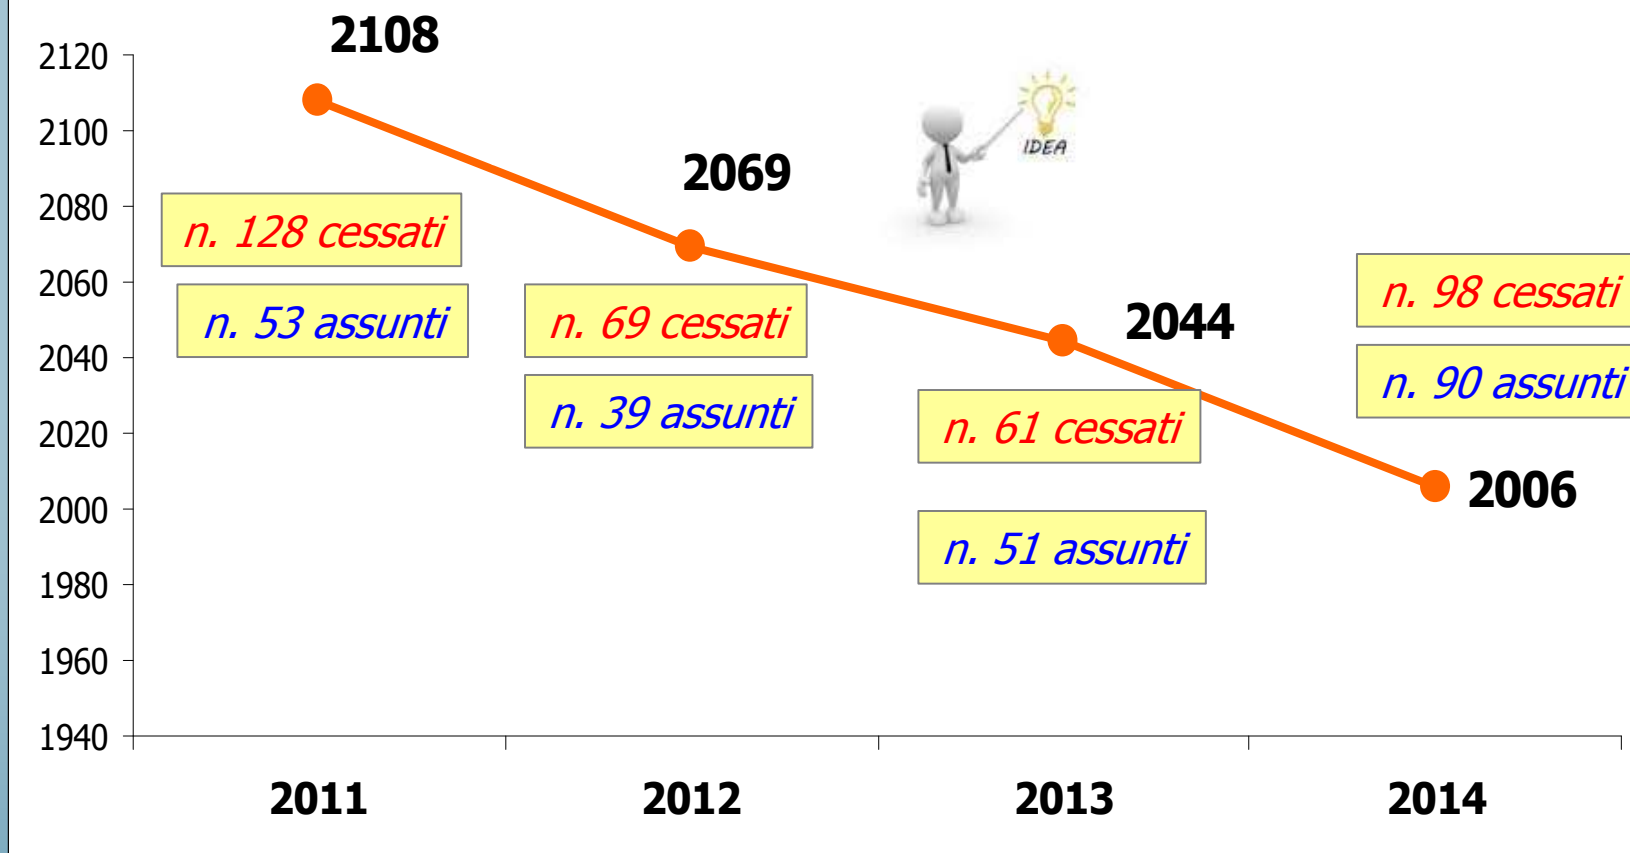 2108
2120
2100
2069
2080
n. 128 cessati
n. 98 cessati
2060
n. 53 assunti
n. 69 cessati
2044
2040
n. 90 assunti
n. 39 assunti
n. 61 cessati
2020
2006
2000
n. 51 assunti
1980
1960
1940
2011
2012
2013
2014
IDEA